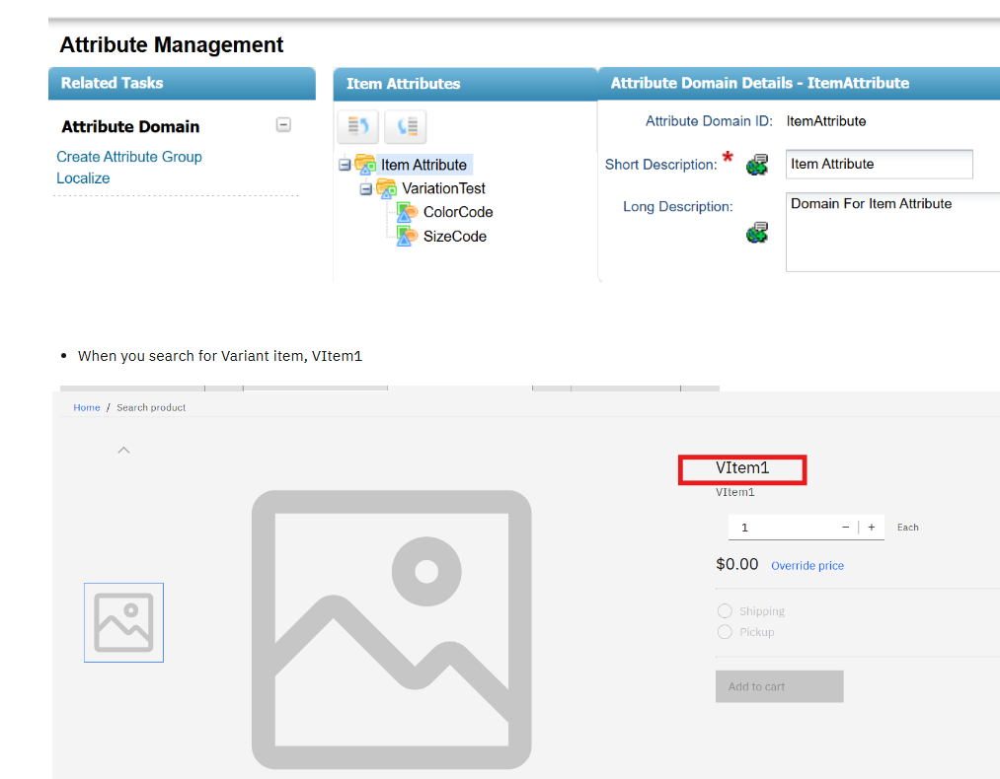 Attribute Management
Related Tasks
Attribute Domain
Create Attribute Group
Localize
Item Attributes
Item Attribute
VariationTest
ColorCode
SizeCode
Attribute Domain Details - ItemAttribute
Attribute Domain ID: ItemAttribute
Short Description: * Item Attribute
Long Description: Domain For Item Attribute
• When you search for Variant item, VItem1
Home / Search product
VItem1
VItem1
1 − | + Each
$0.00 Override price
Shipping
Pickup
Add to cart